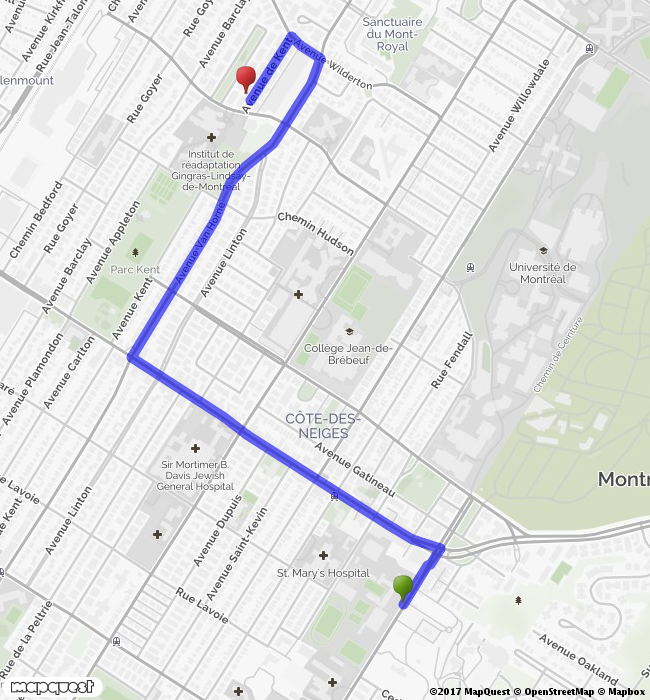 Avenue Kirkf
Rue Jean-Talon
Rue Goyer
Avenue Barclay
Sanctuaire
du Mont-
Royal
Avenue Wilderton
Avenue de Kent
Avenue Willowdale
lenmount
Rue Goyer
Institut de
réadaptation
Gingras-Lindsay-
de-Montréal
Chemin Bedford
Rue Goyer
Avenue Appleton
Avenue Barclay
Parc Kent
Avenue Van Horne
Avenue Linton
Chemin Hudson
Université de
Montréal
Avenue Kent
Collège Jean-de-
Brébeuf
Rue Fendall
Chemin de Ceinture
Avenue Plamondon
Avenue Carlton
CÔTE-DES-
NEIGES
Avenue Gatineau
Sir Mortimer B.
Davis Jewish
General Hospital
Montr
ue Lavoie
Avenue Linton
Avenue Dupuis
Avenue Saint-Kevin
St. Mary's Hospital
Rue Lavoie
Rue de la Peltrie
Avenue Oakland
mapquest
©2017 MapQuest © OpenStreetMap © Mapbox